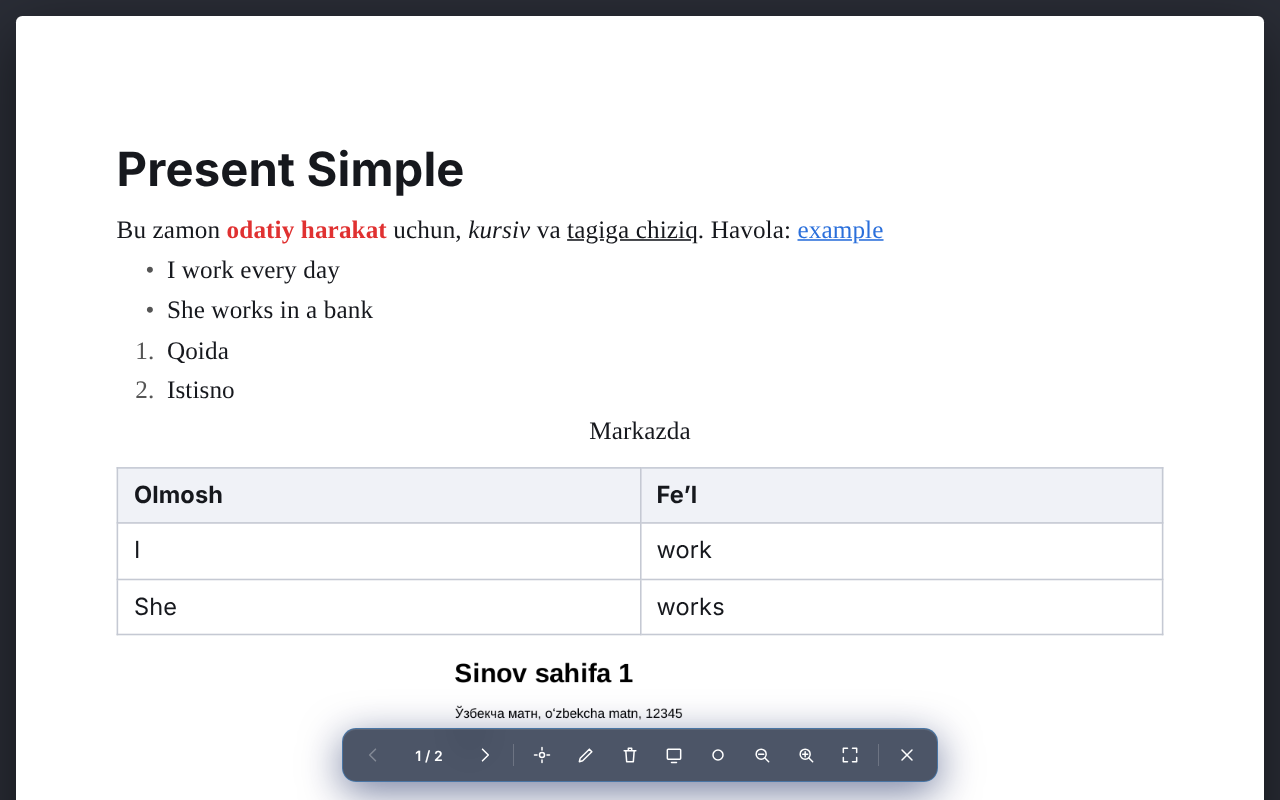 Present Simple
Bu zamon odatiy harakat uchun, kursiv va tagiga chiziq. Havola: example
• I work every day
• She works in a bank
1. Qoida
2. Istisno
Markazda
Olmosh Fe’l
I work
She works
Sinov sahifa 1
Ўзбекча матн, o‘zbekcha matn, 12345
1 / 2